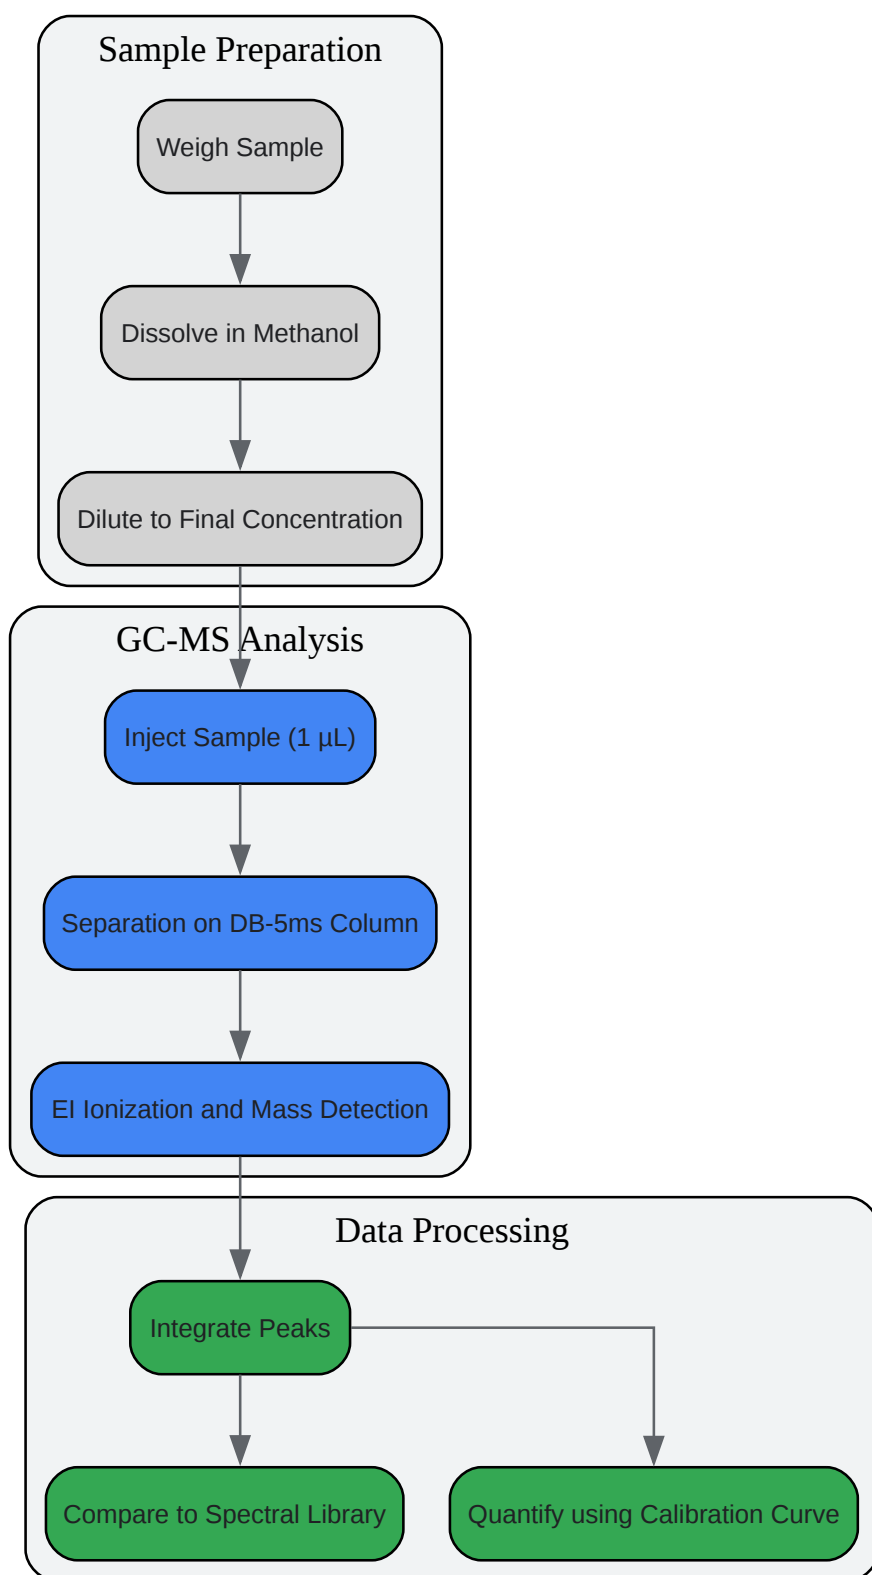 Sample Preparation
Weigh Sample
Dissolve in Methanol
Dilute to Final Concentration
GC-MS Analysis
Inject Sample (1 µL)
Separation on DB-5ms Column
EI Ionization and Mass Detection
Data Processing
Integrate Peaks
Compare to Spectral Library
Quantify using Calibration Curve